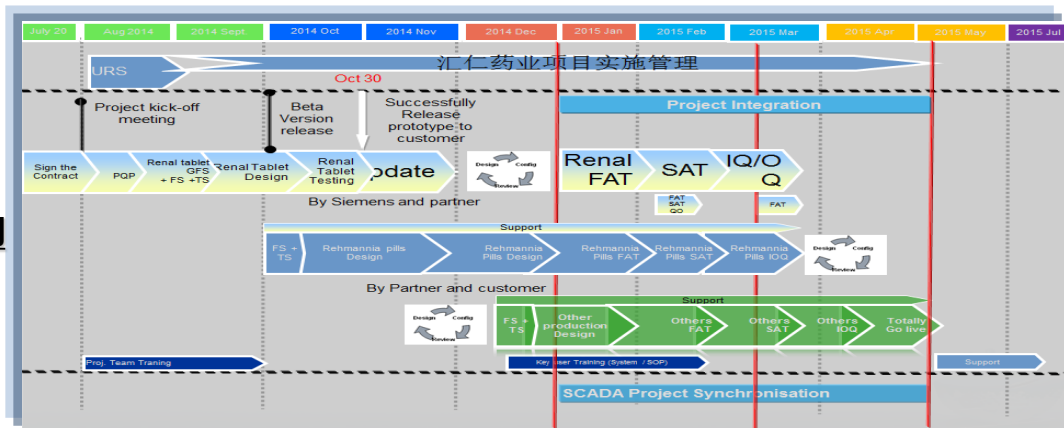 July 20
Aug 2014
2014 Sept
2014 Oct
2014 Nov
2014 Dec
2015 Jan
2015 Feb
2015 Mar
2015 Apr
2015 May
2015 Jul
URS
汇仁药业项目实施管理
Oct 30
Project kick-off
meeting
Beta
Version
release
Successfully
Release
prototype to
customer
Project Integration
Sign the
Contract
PQP
Renal tablet
GFS
+ FS +TS
Renal Tablet
Design
Renal
Tablet
Testing
pdate
Design
Config
Review
Renal
FAT
SAT
IQ/O
Q
By Siemens and partner
FAT
SAT
QO
FAT
Support
FS +
TS
Rehmannia pills
Design
Rehmannia
Pills Design
Rehmannia
Pills FAT
Rehmannia
Pills SAT
Rehmannia
Pills IOQ
Design
Config
Review
By Partner and customer
Design
Config
Review
Support
FS +
TS
Other
production
Design
Others
FAT
Others
SAT
Others
IOQ
Totally
Go live
Proj. Team Traning
Key user Training (System / SOP)
Support
SCADA Project Synchronisation